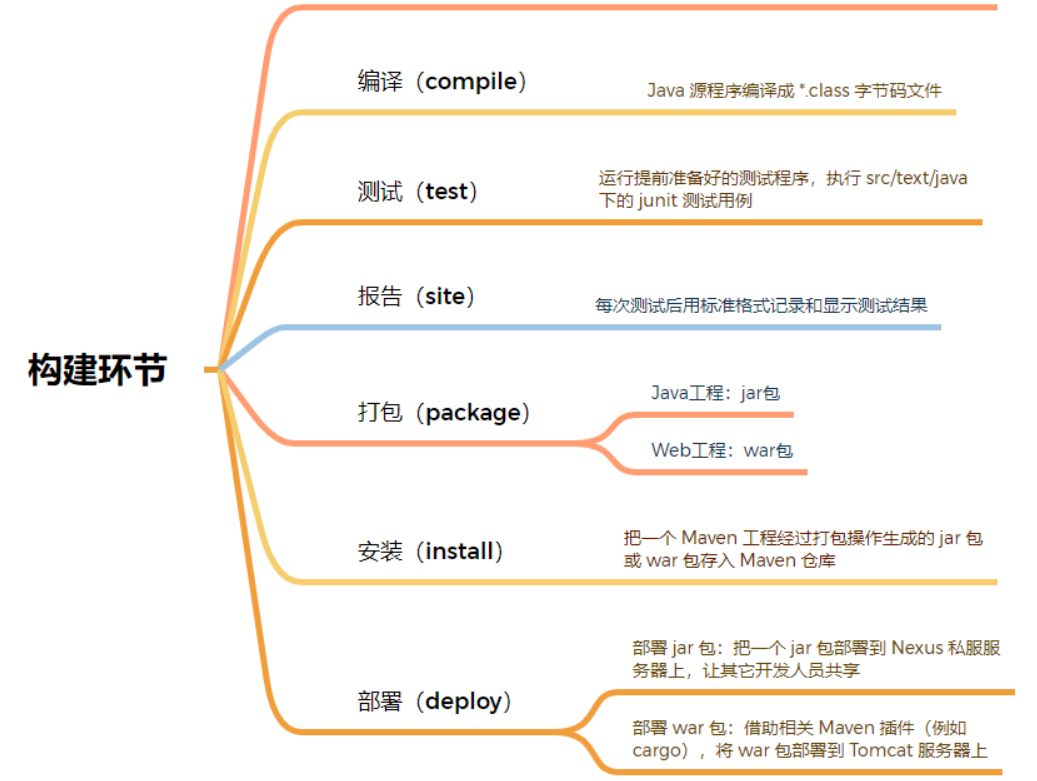 构建环节
编译（compile）
Java 源程序编译成 *.class 字节码文件
测试（test）
运行提前准备好的测试程序，执行 src/text/java
下的 junit 测试用例
报告（site）
每次测试后用标准格式记录和显示测试结果
打包（package）
Java工程：jar包
Web工程：war包
安装（install）
把一个 Maven 工程经过打包操作生成的 jar 包
或 war 包存入 Maven 仓库
部署（deploy）
部署 jar 包：把一个 jar 包部署到 Nexus 私服服
务器上，让其它开发人员共享
部署 war 包：借助相关 Maven 插件（例如
cargo），将 war 包部署到 Tomcat 服务器上